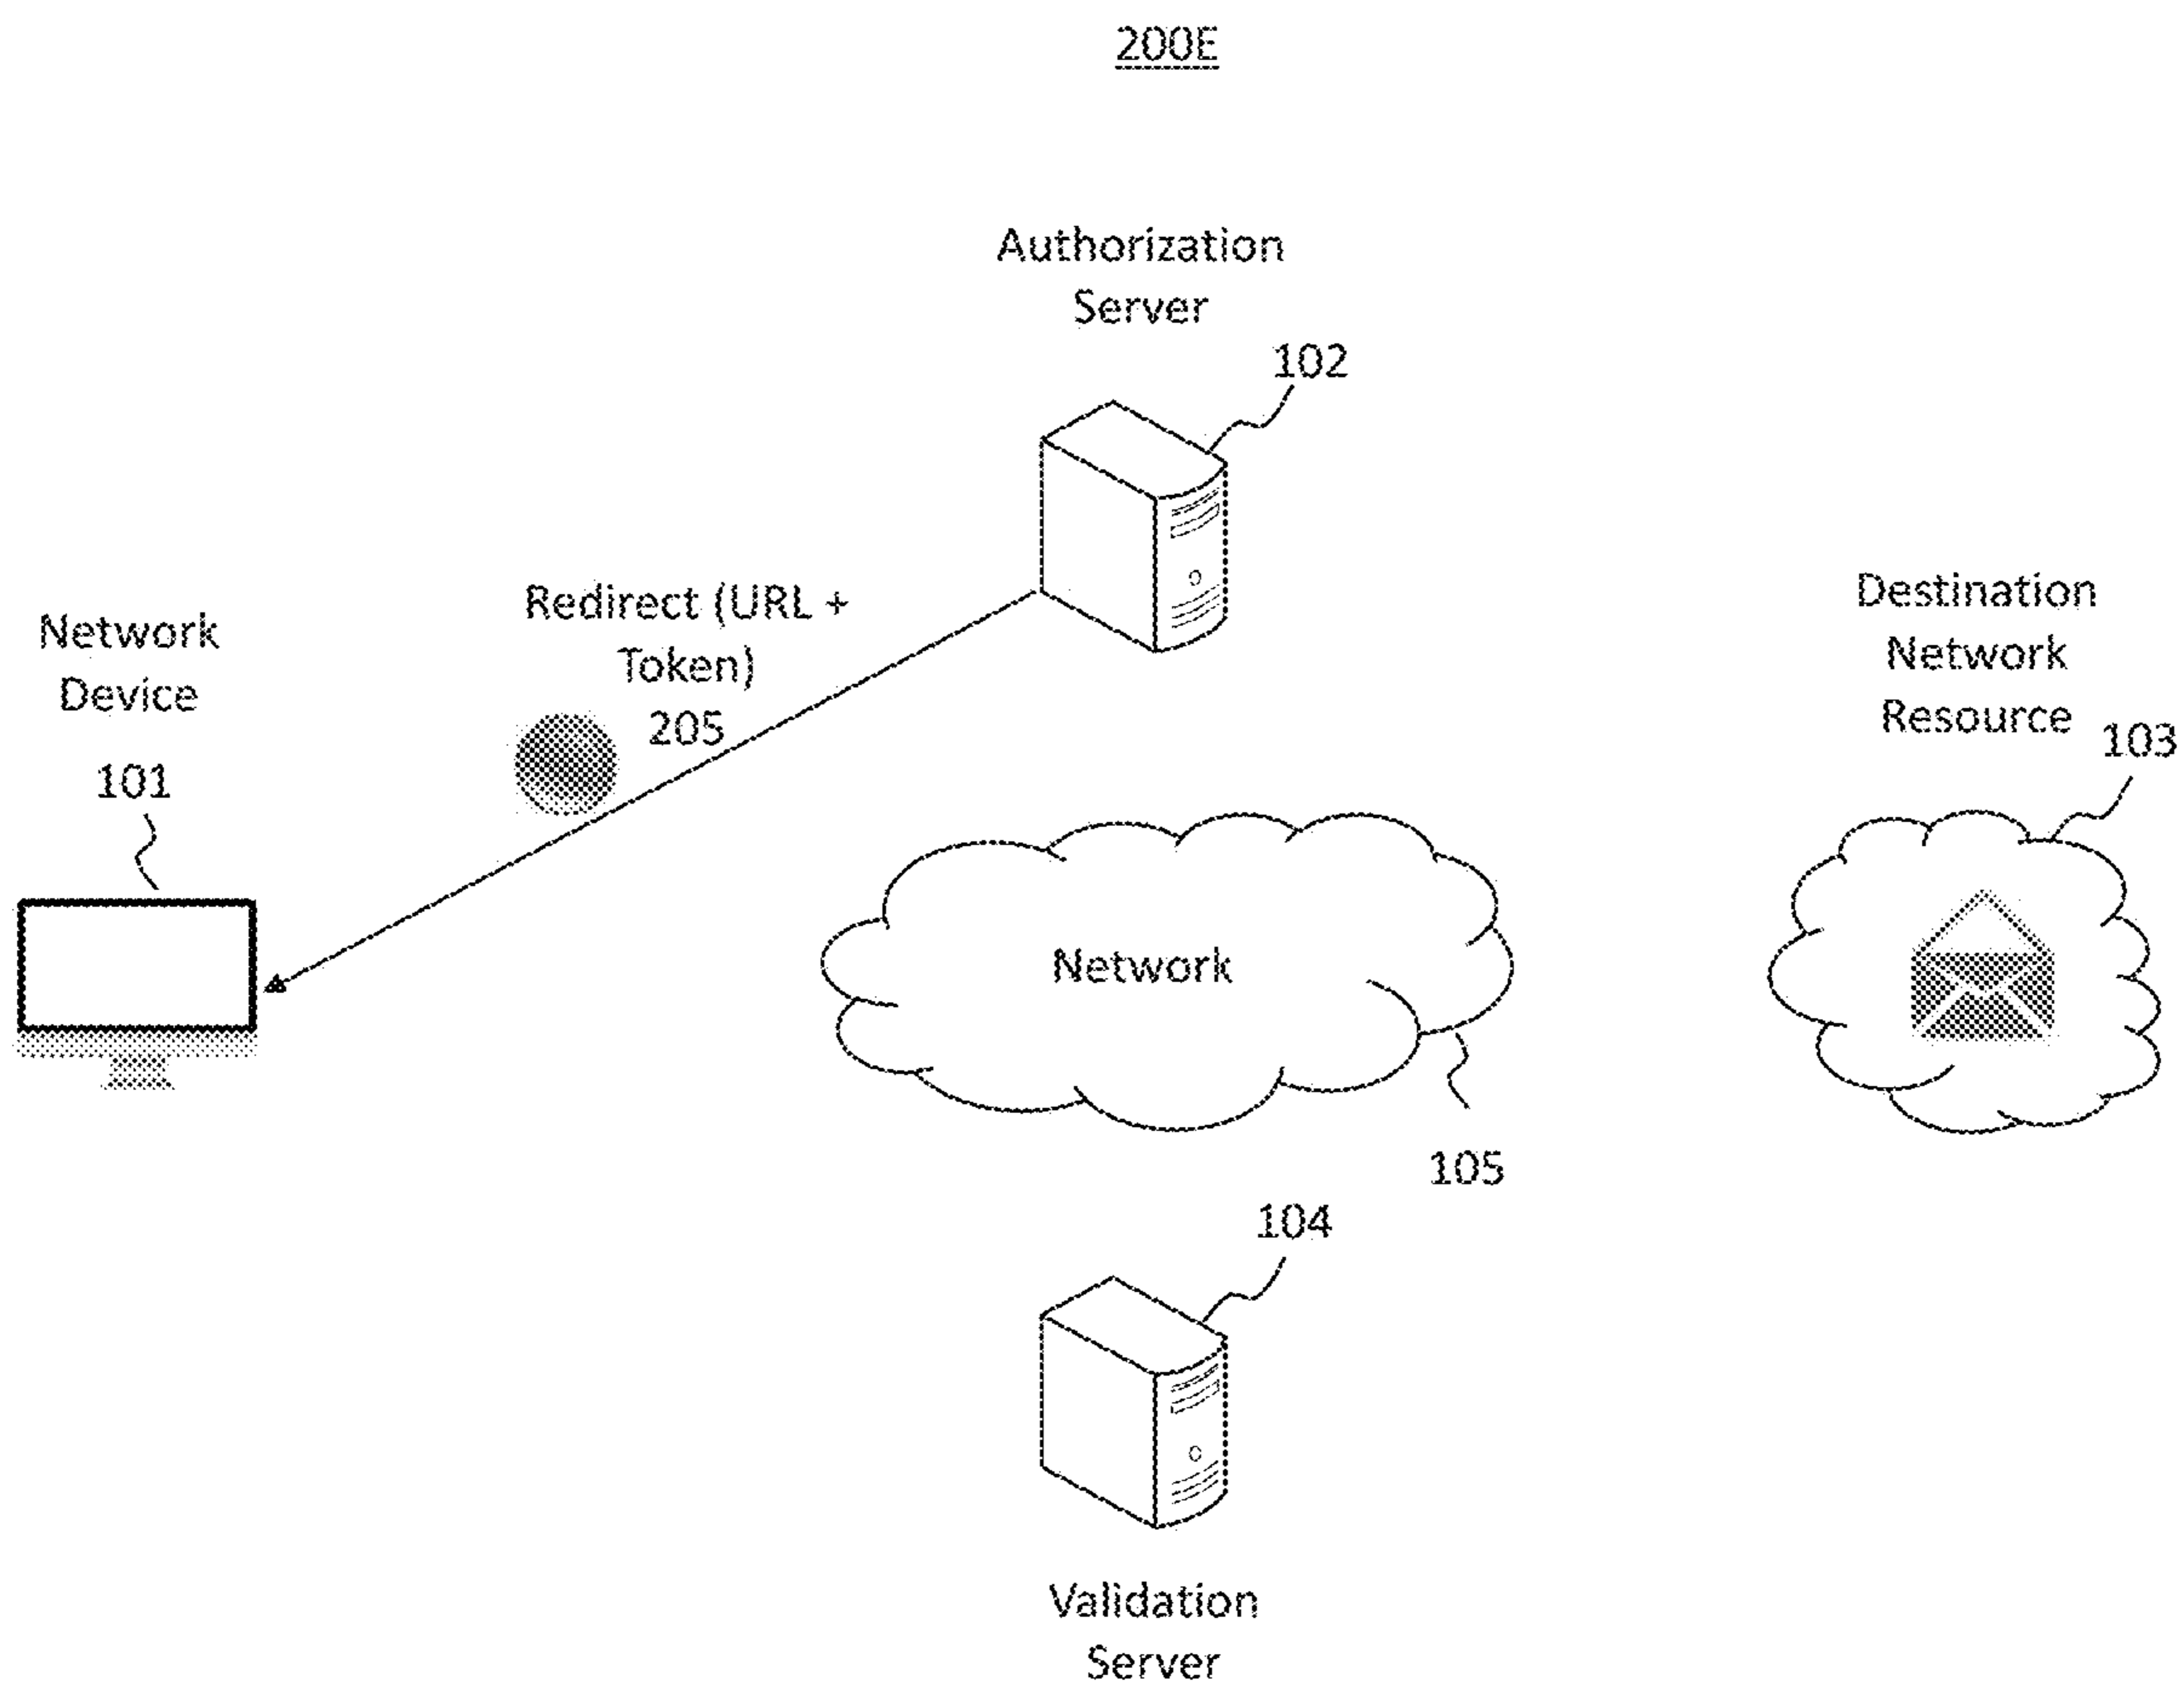 200E
Authorization
Server
102
Redirect (URL +
Token)
205
Network
Device
101
Destination
Network
Resource
103
Network
105
104
Validation
Server